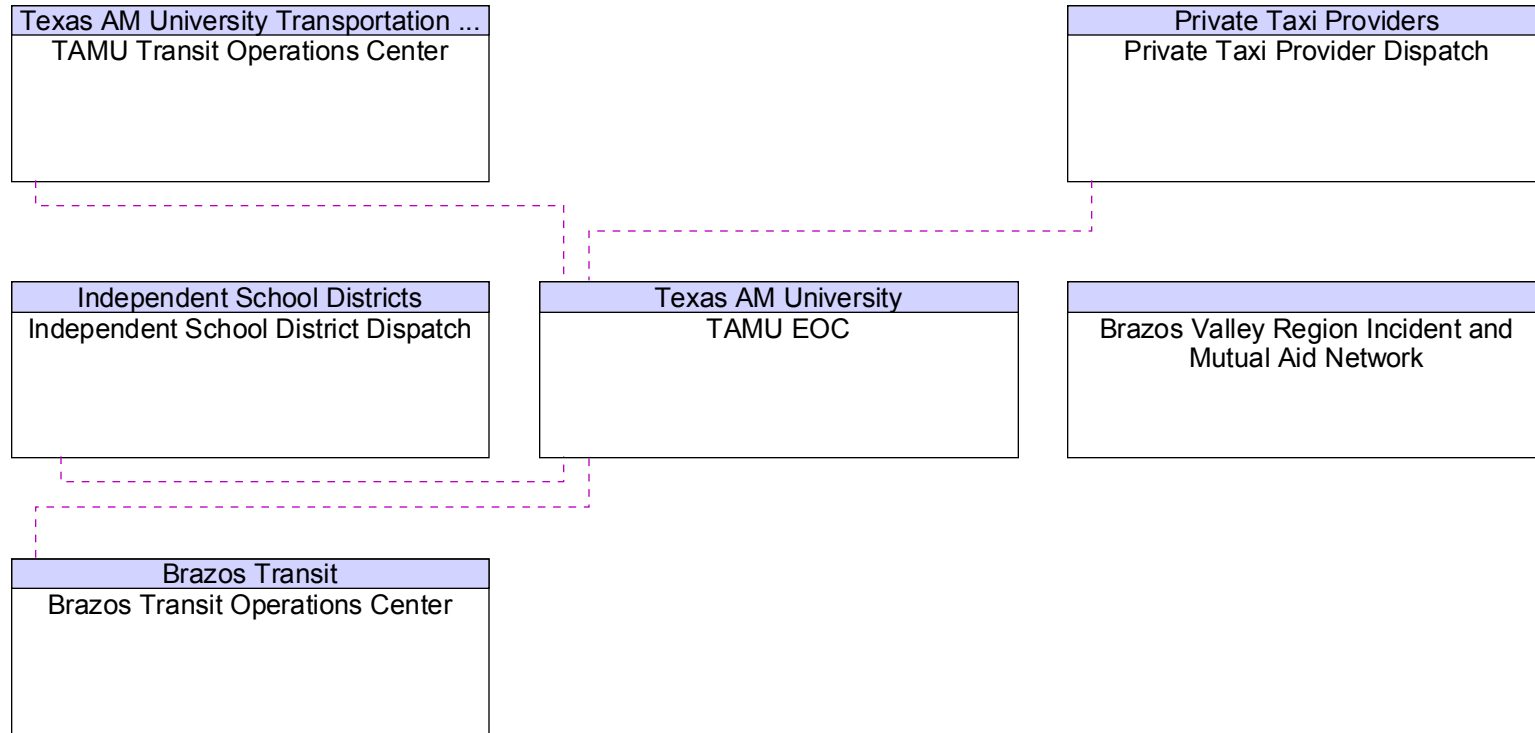 Texas AM University Transportation ...
TAMU Transit Operations Center
Private Taxi Providers
Private Taxi Provider Dispatch
Independent School Districts
Independent School District Dispatch
Texas AM University
TAMU EOC
Brazos Valley Region Incident and
Mutual Aid Network
Brazos Transit
Brazos Transit Operations Center